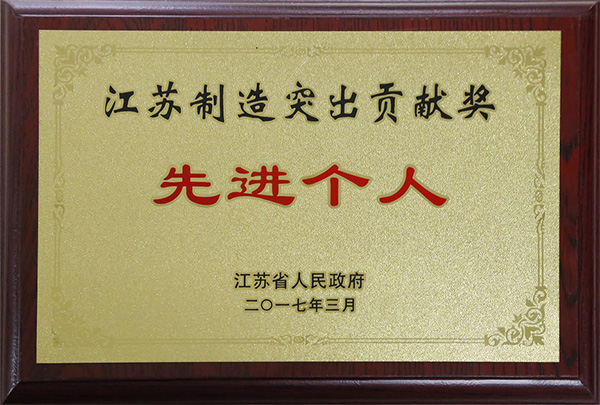 江苏制造突出贡献奖
先进个人
江苏省人民政府
二〇一七年三月